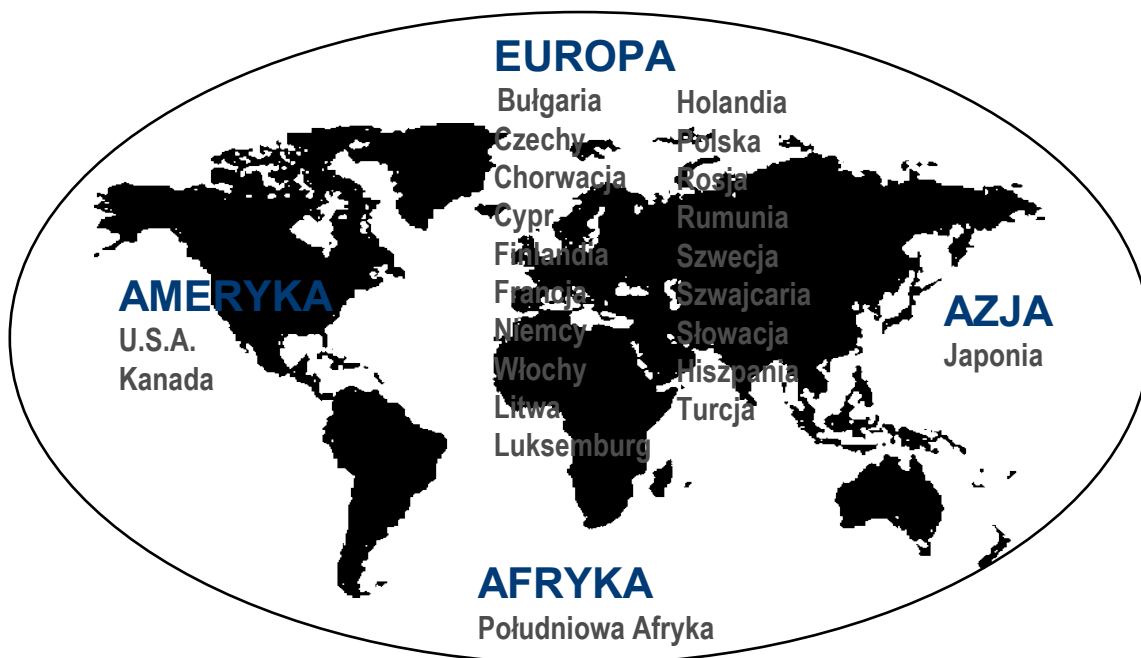 EUROPA
Bułgaria
Czechy
Chorwacja
Cypr
Finlandia
Francja
Niemcy
Włochy
Litwa
Luksemburg
Holandia
Polska
Rosja
Rumunia
Szwecja
Szwajcaria
Słowacja
Hiszpania
Turcja
AMERYKA
U.S.A.
Kanada
AZJA
Japonia
AFRYKA
Południowa Afryka